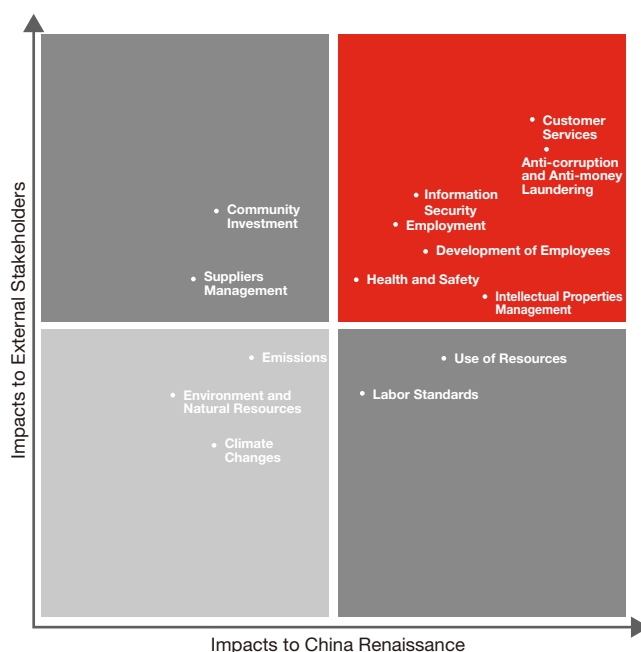 Impacts to External Stakeholders
Customer
Services
Anti-corruption
and Anti-money
Laundering
Information
Security
Community
Investment
Employment
Development of Employees
Suppliers
Management
Health and Safety
Intellectual Properties
Management
Emissions
Use of Resources
Environment and
Natural Resources
Labor Standards
Climate
Changes
Impacts to China Renaissance